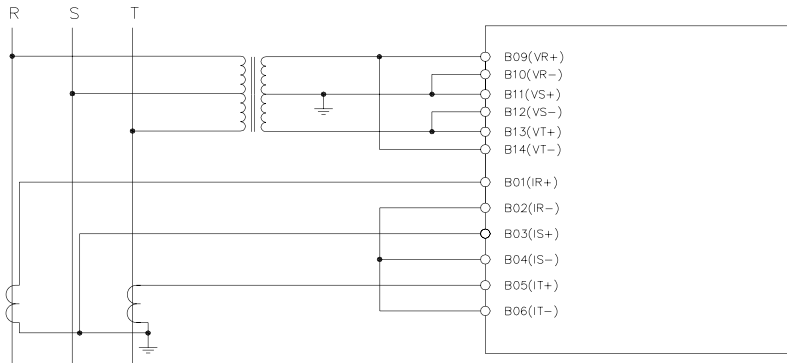 R S T
B09(VR+)
B10(VR−)
B11(VS+)
B12(VS−)
B13(VT+)
B14(VT−)
B01(IR+)
B02(IR−)
B03(IS+)
B04(IS−)
B05(IT+)
B06(IT−)